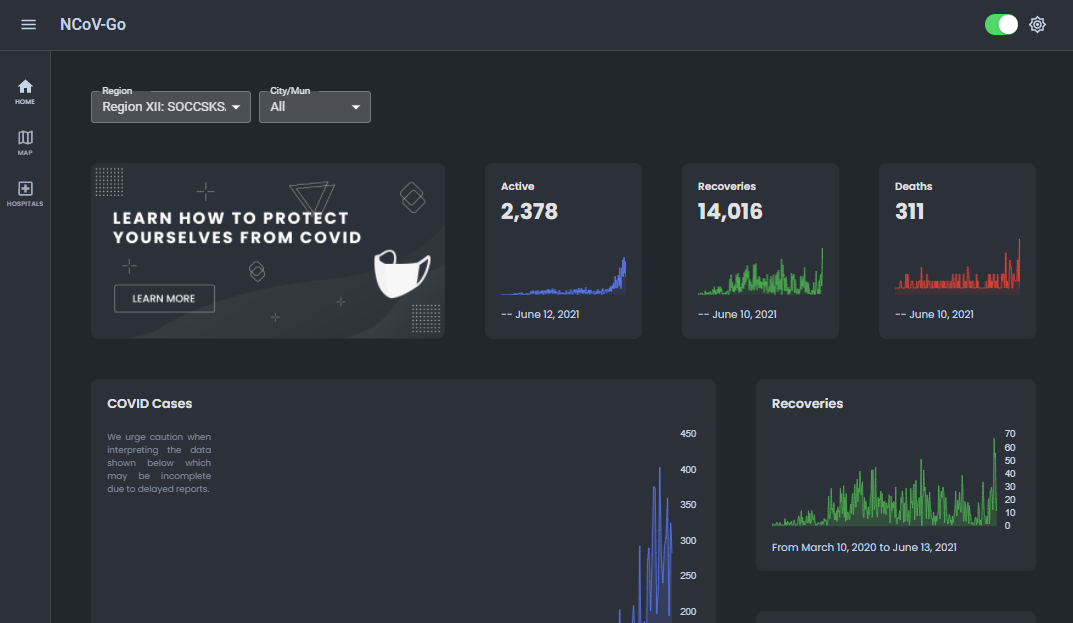 NCoV-Go
HOME
MAP
HOSPITALS
Region
Region XII: SOCCSKS
City/Mun
All
LEARN HOW TO PROTECT
YOURSELVES FROM COVID
LEARN MORE
Active
2,378
-- June 12, 2021
Recoveries
14,016
-- June 10, 2021
Deaths
311
-- June 10, 2021
COVID Cases
We urge caution when
interpreting the data
shown below which
may be incomplete
due to delayed reports.
450
400
350
300
250
200
Recoveries
70
60
50
40
30
20
10
0
From March 10, 2020 to June 13, 2021